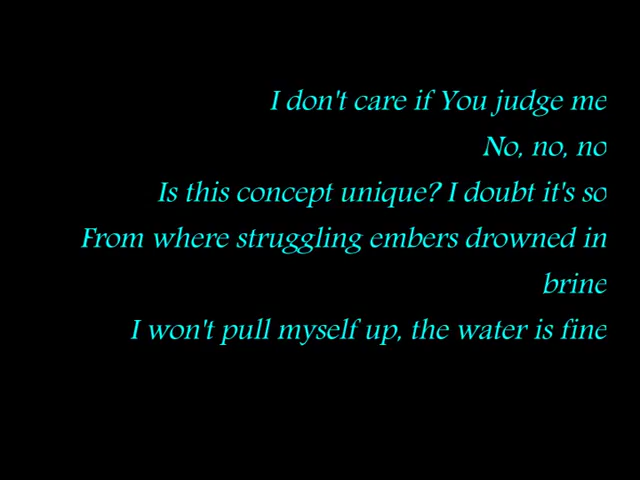 I don't care if You judge me
No, no, no
Is this concept unique? I doubt it's so
From where struggling embers drowned in
brine
I won't pull myself up, the water is fine